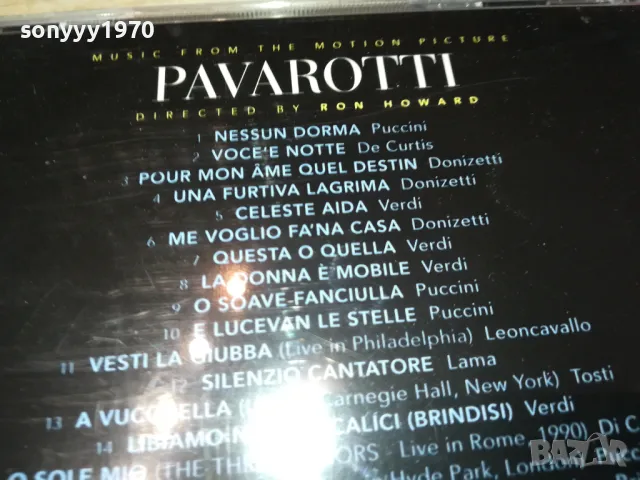 sonyyy1970
MUSIC FROM THE MOTION PICTURE
PAVAROTTI
DIRECTED BY RON HOWARD
1 NESSUN DORMA Puccini
2 VOCE'E NOTTE De Curtis
3 POUR MON ÂME QUEL DESTIN Donizetti
4 UNA FURTIVA LAGRIMA Donizetti
5 CELESTE AIDA Verdi
6 ME VOGLIO FA'NA CASA Donizetti
7 QUESTA O QUELLA Verdi
8 LA DONNA È MOBILE Verdi
9 O SOAVE FANCIULLA Puccini
10 E LUCEVAN LE STELLE Puccini
11 VESTI LA GIUBBA (Live in Philadelphia) Leoncavallo
12 SILENZIO CANTATORE Lama
13 A Carnegie Hall, New York) Tosti
14 LIBIAMO CALICI (BRINDISI) Verdi
O SOLE MIO (THE Live in Rome, 1990) Di
Hyde Park, London)
BAZAR